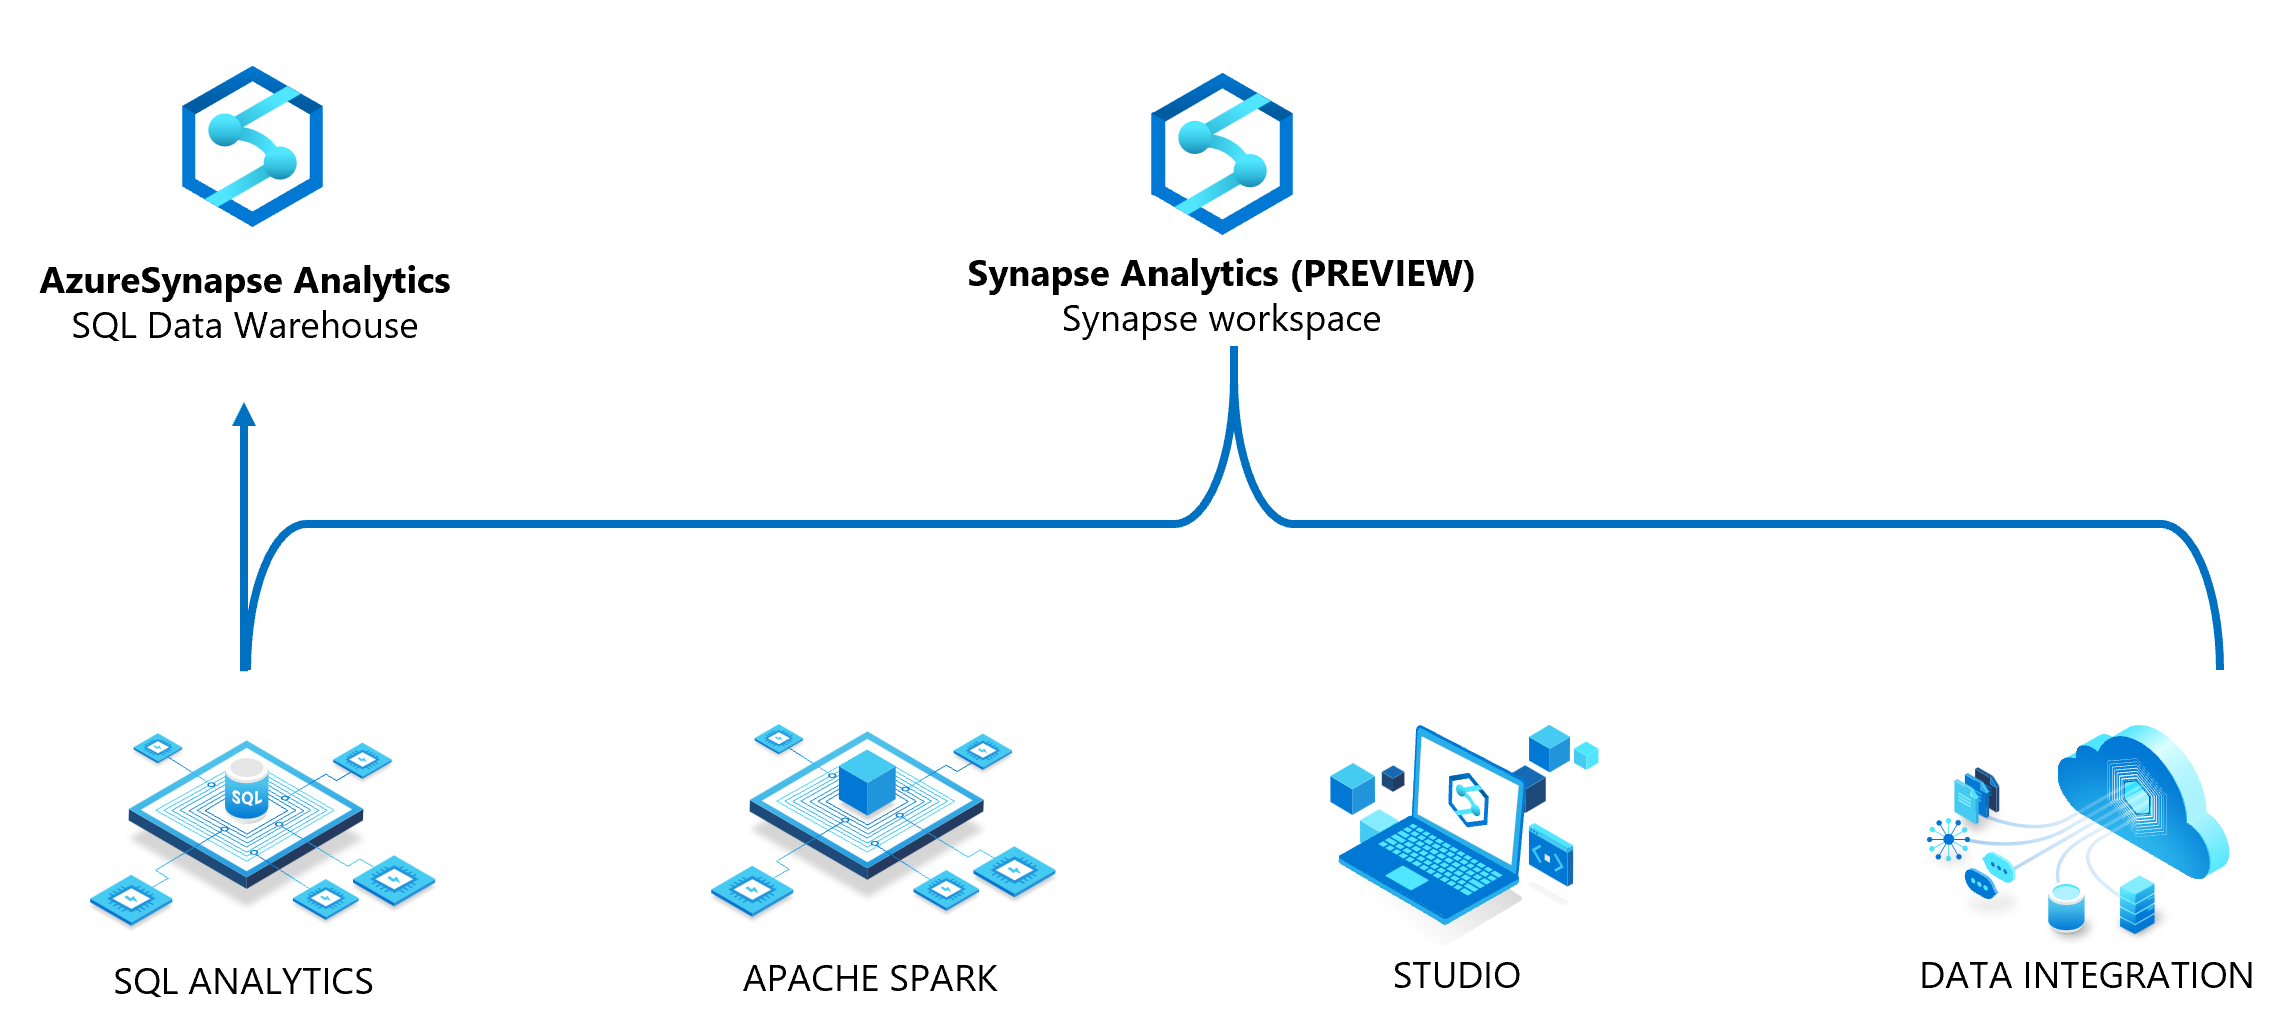 AzureSynapse Analytics
SQL Data Warehouse
Synapse Analytics (PREVIEW)
Synapse workspace
SQL
SQL ANALYTICS
APACHE SPARK
STUDIO
DATA INTEGRATION